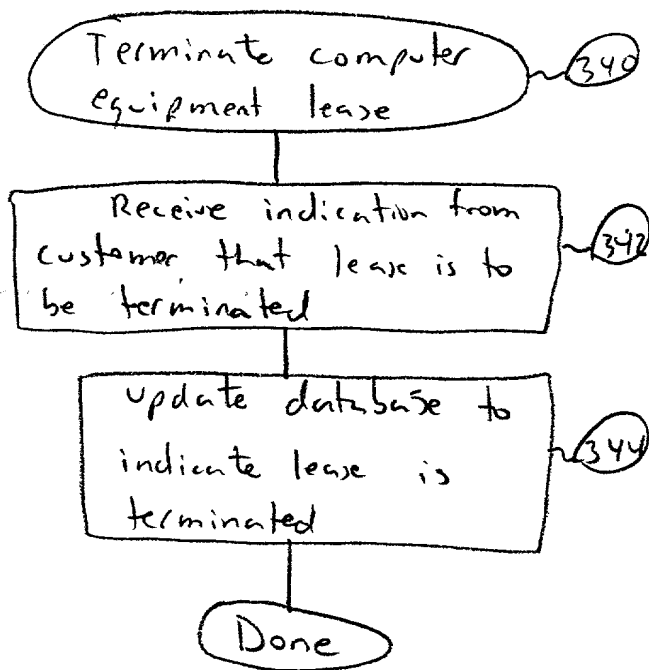 Terminate computer
equipment lease
340
Receive indication from
customer that lease is to
be terminated
342
update database to
indicate lease is
terminated
344
Done